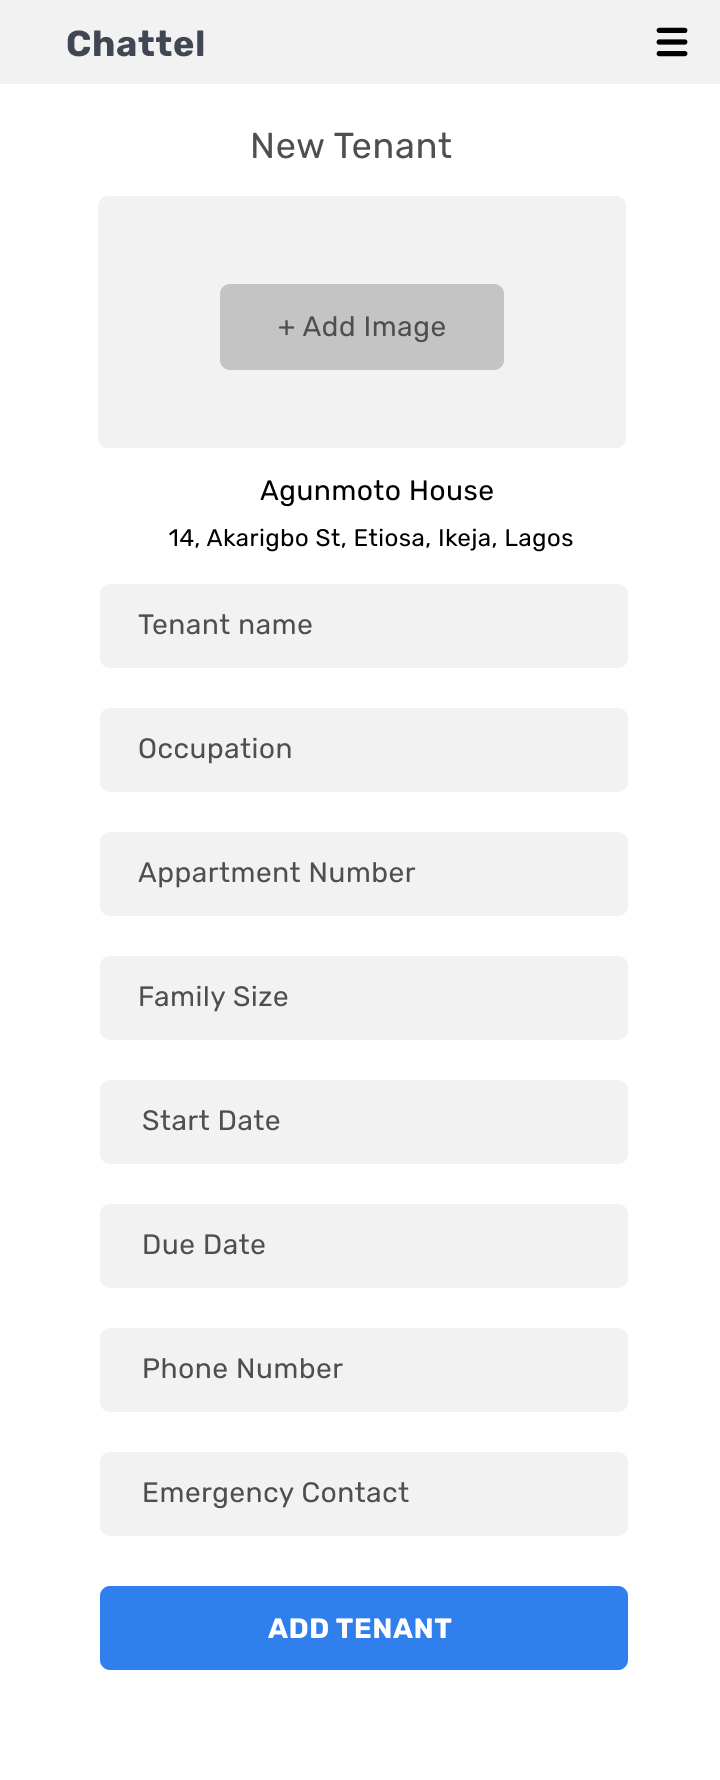 Chattel
New Tenant
+ Add Image
Agunmoto House
14, Akarigbo St, Etiosa, Ikeja, Lagos
Tenant name
Occupation
Appartment Number
Family Size
Start Date
Due Date
Phone Number
Emergency Contact
ADD TENANT